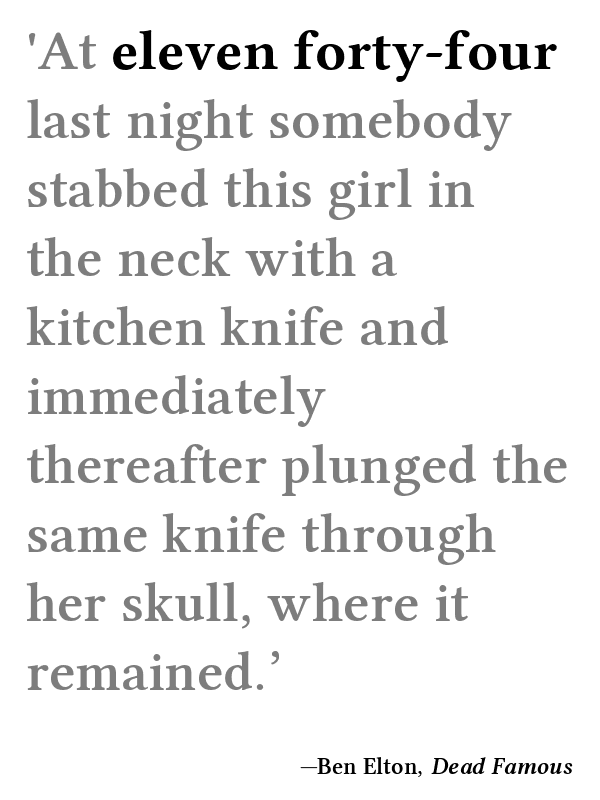 'At eleven forty-four
last night somebody
stabbed this girl in
the neck with a
kitchen knife and
immediately
thereafter plunged the
same knife through
her skull, where it
remained.’
—Ben Elton, Dead Famous